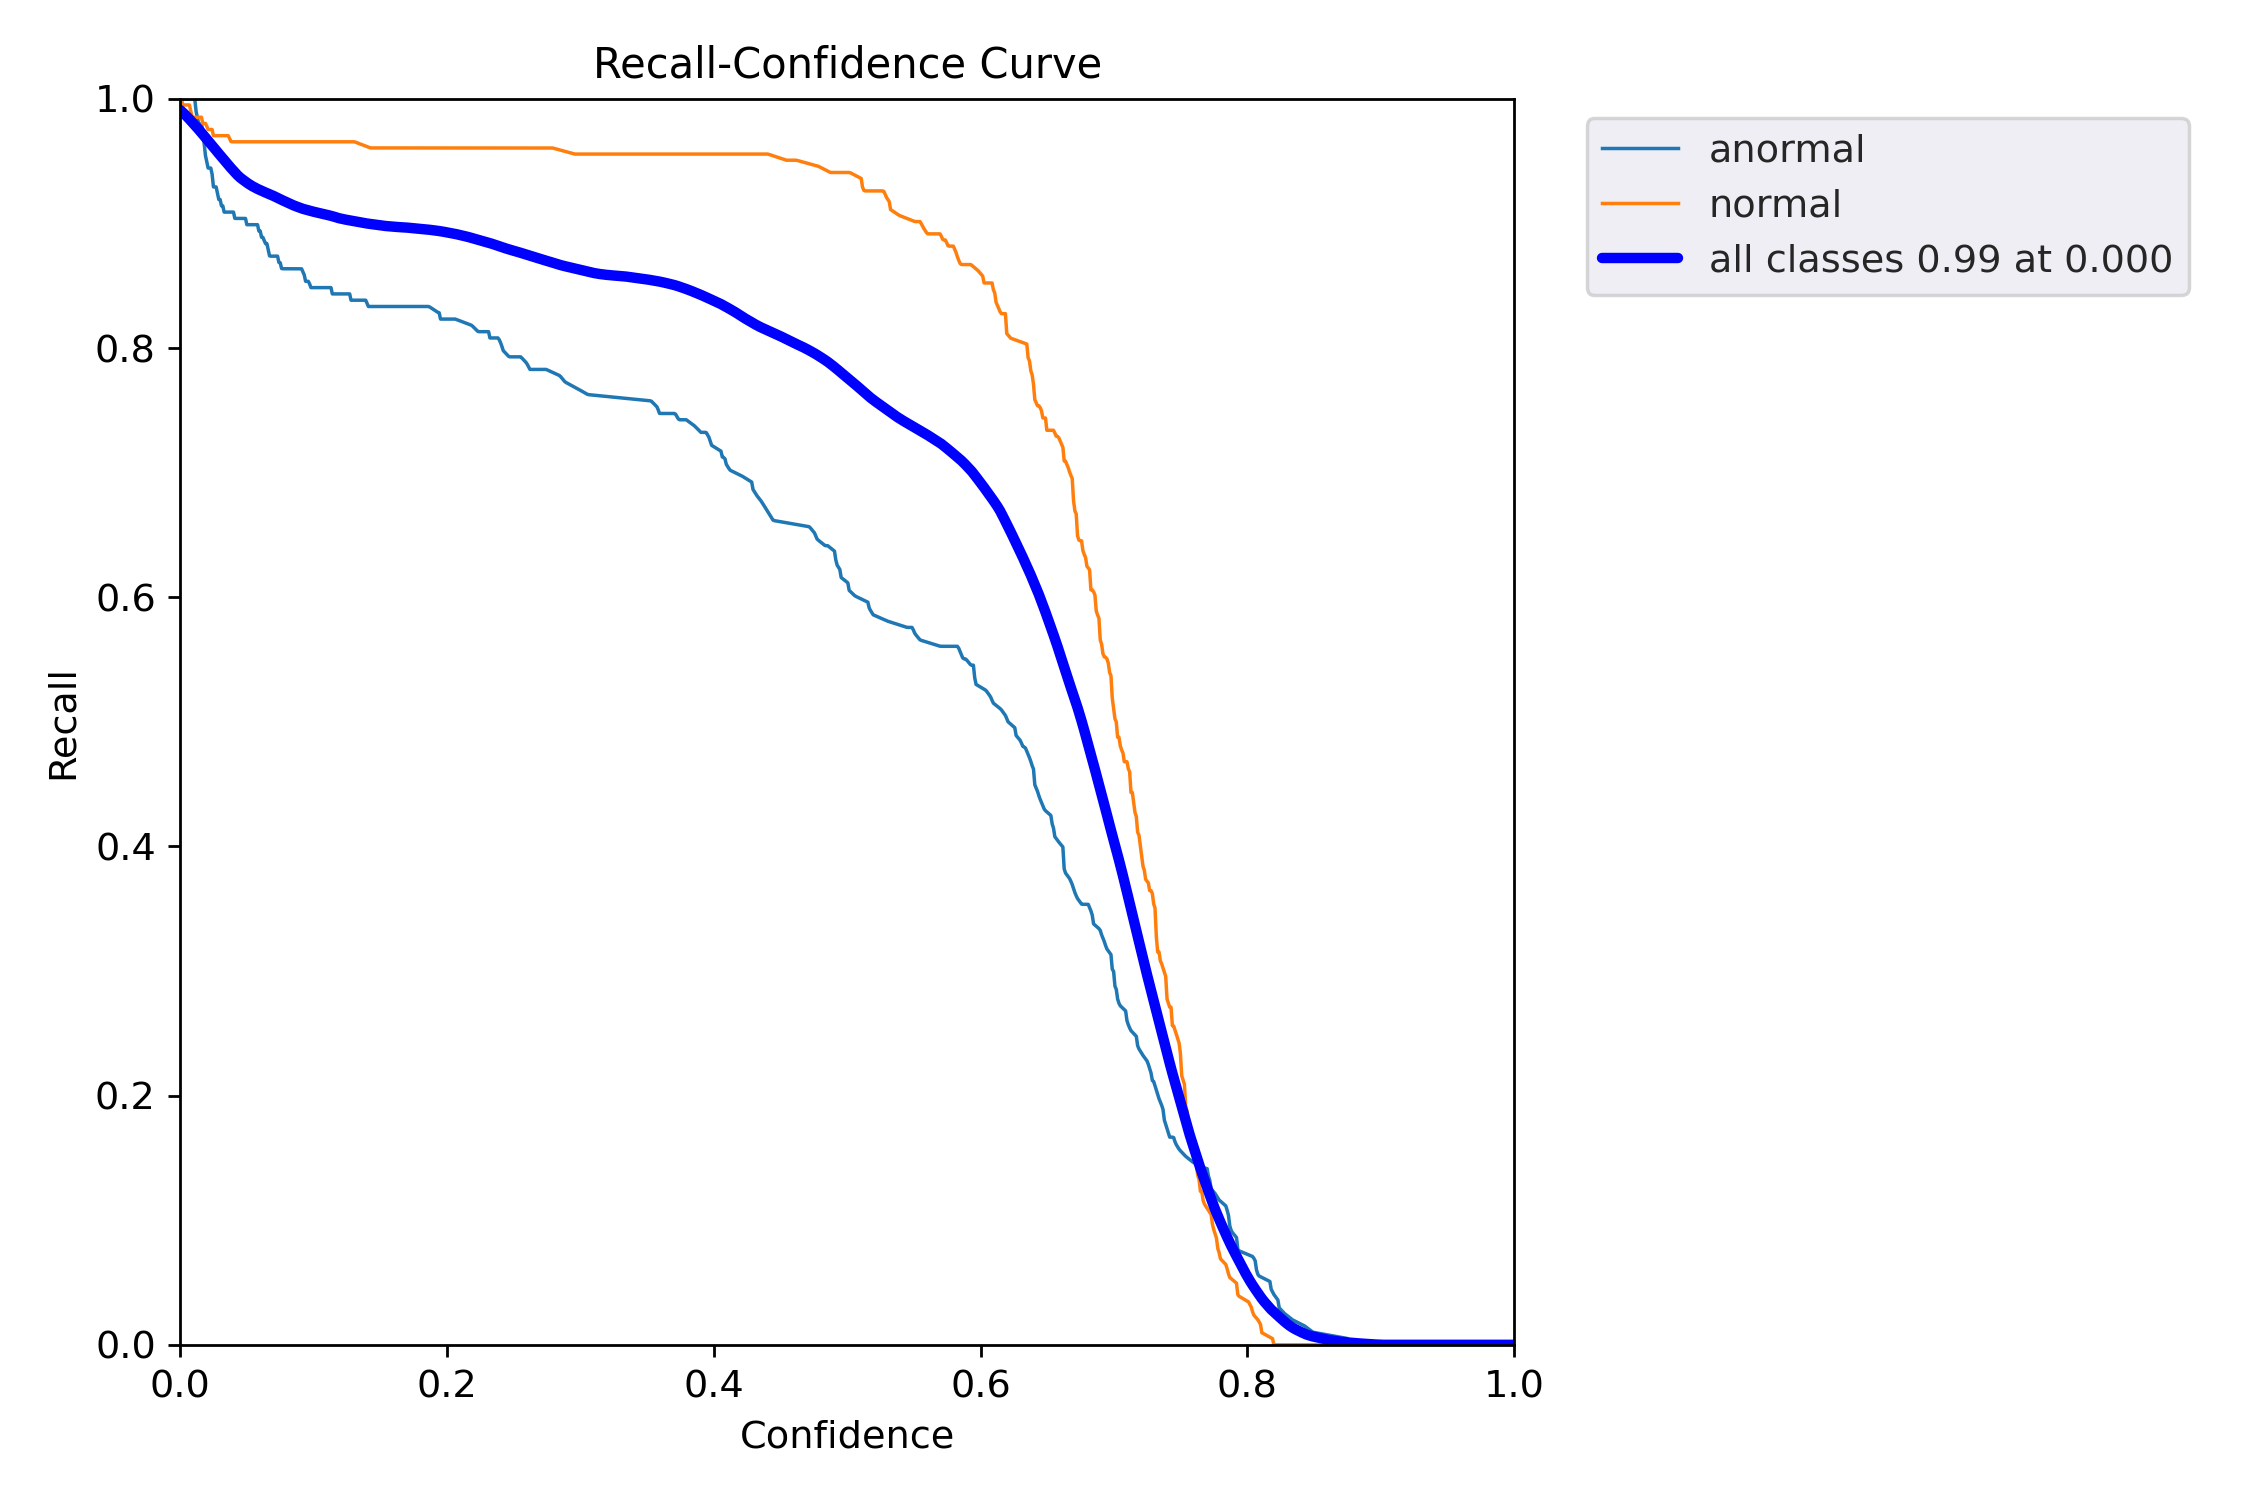 Recall-Confidence Curve
1.0
0.8
0.6
0.4
0.2
0.0
Recall
0.0 0.2 0.4 0.6 0.8 1.0
Confidence
anormal
normal
all classes 0.99 at 0.000